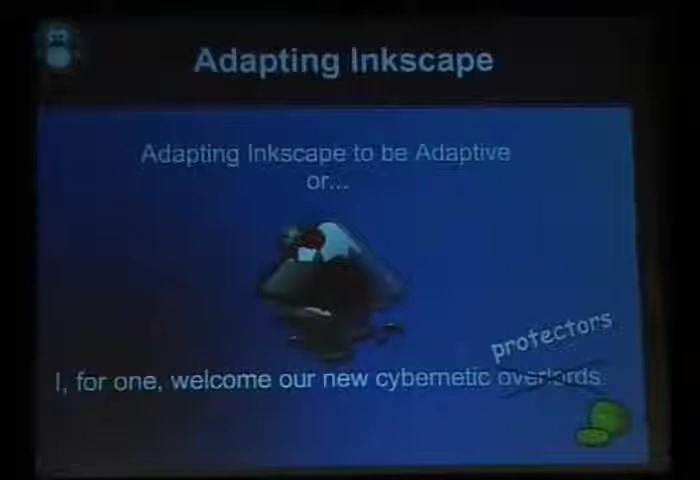 Adapting Inkscape
Adapting Inkscape to be Adaptive
or...
protectors
I, for one, welcome our new cybernetic overlords.